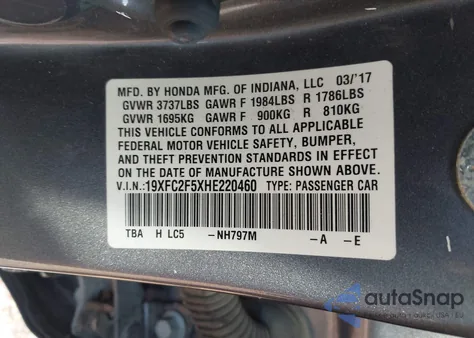 MFD. BY HONDA MFG. OF INDIANA, LLC 03/'17
GVWR 3737LBS GAWR F 1984LBS R 1786LBS
GVWR 1695KG GAWR F 900KG R 810KG
THIS VEHICLE CONFORMS TO ALL APPLICABLE
FEDERAL MOTOR VEHICLE SAFETY, BUMPER,
AND THEFT PREVENTION STANDARDS IN EFFECT
ON THE DATE OF MANUFACTURE SHOWN ABOVE.
V.I.N.:19XFC2F5XHE220460 TYPE: PASSENGER CAR
TBA H LC5 –NH797M –A –E
autoSnap